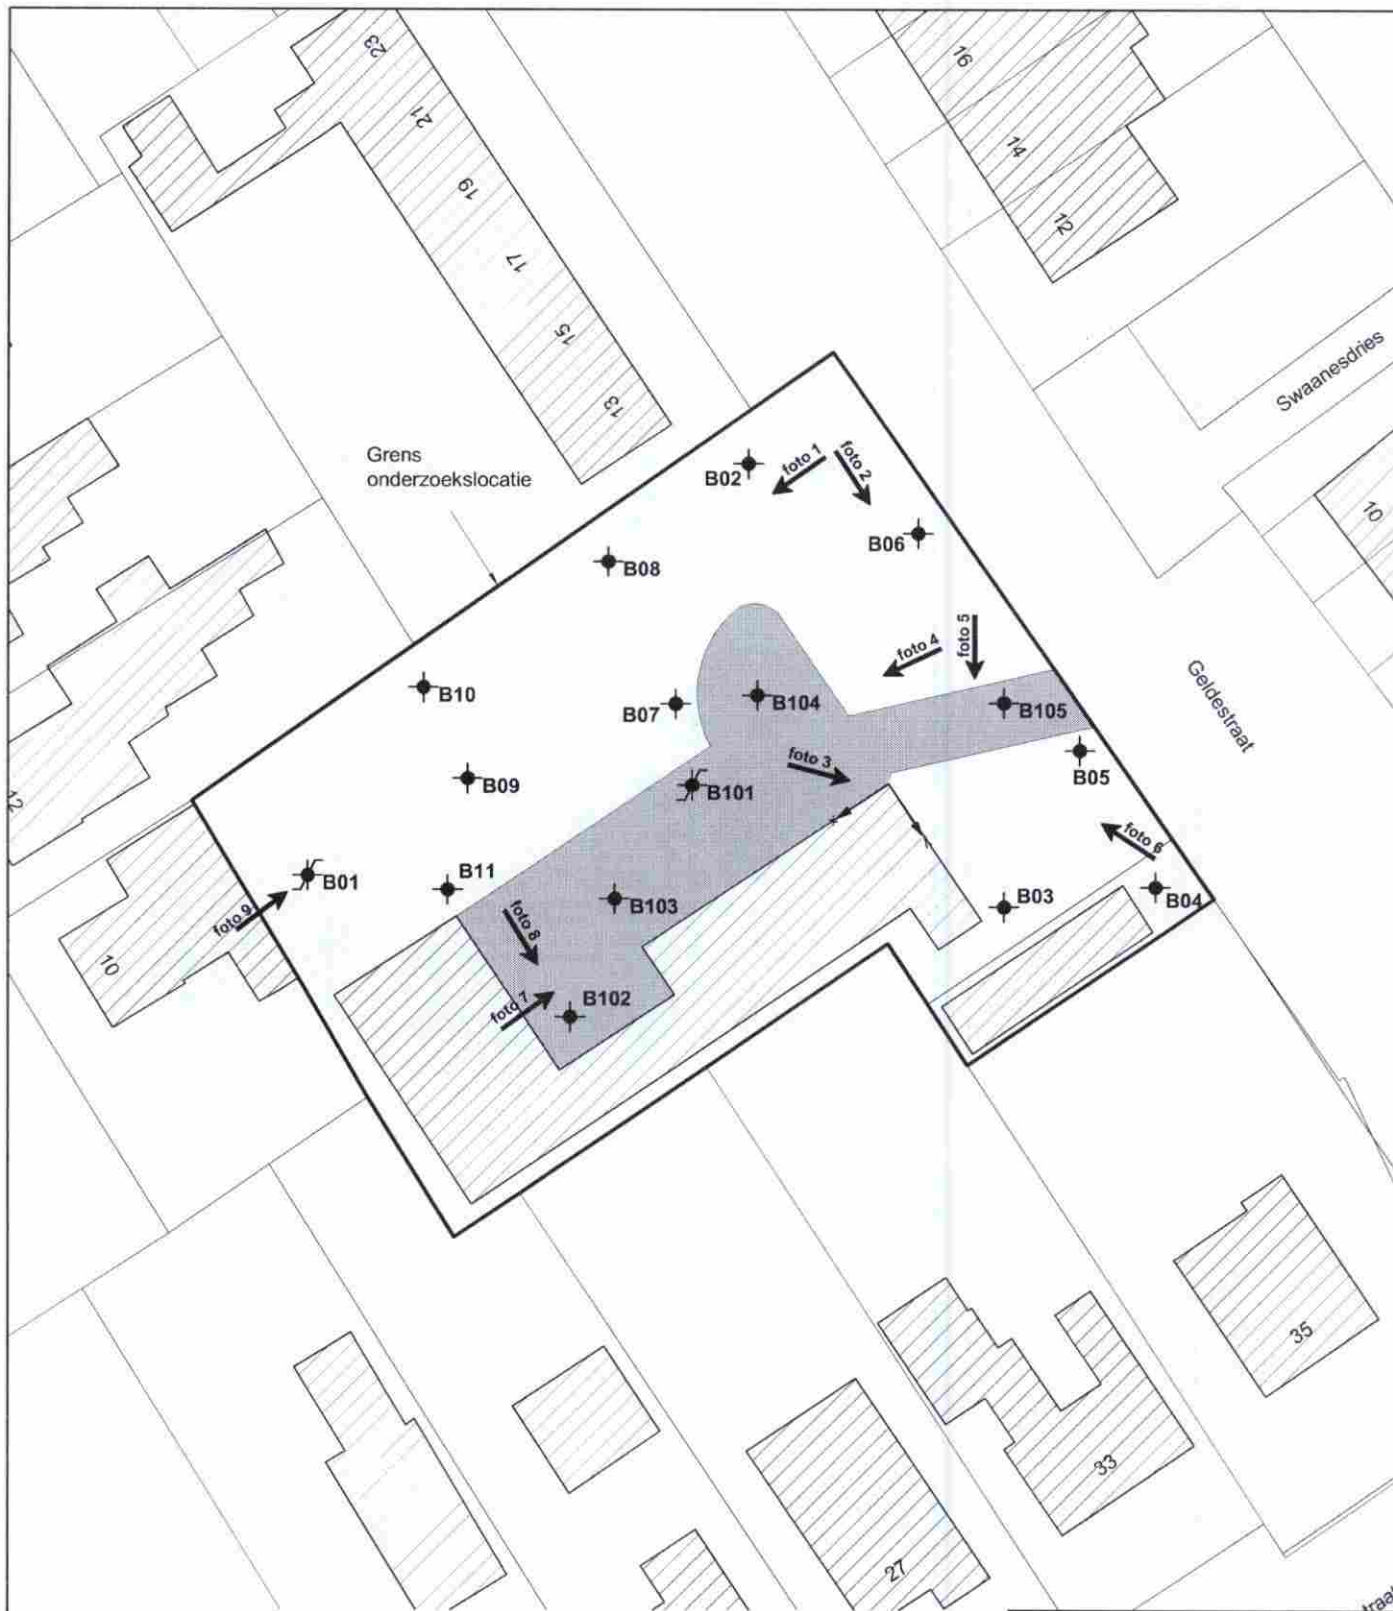 23
21
19
17
15
13
16
14
12
Swaanesdries
10
Grens
onderzoekslocatie
B02
foto 1
foto 2
B06
B08
foto 4
foto 5
Geldestraat
B10
B07
B104
B105
B05
foto 3
B09
B101
12
foto 6
B01
B11
B103
B03
B04
foto 9
foto 8
10
foto 7
B102
35
33
27